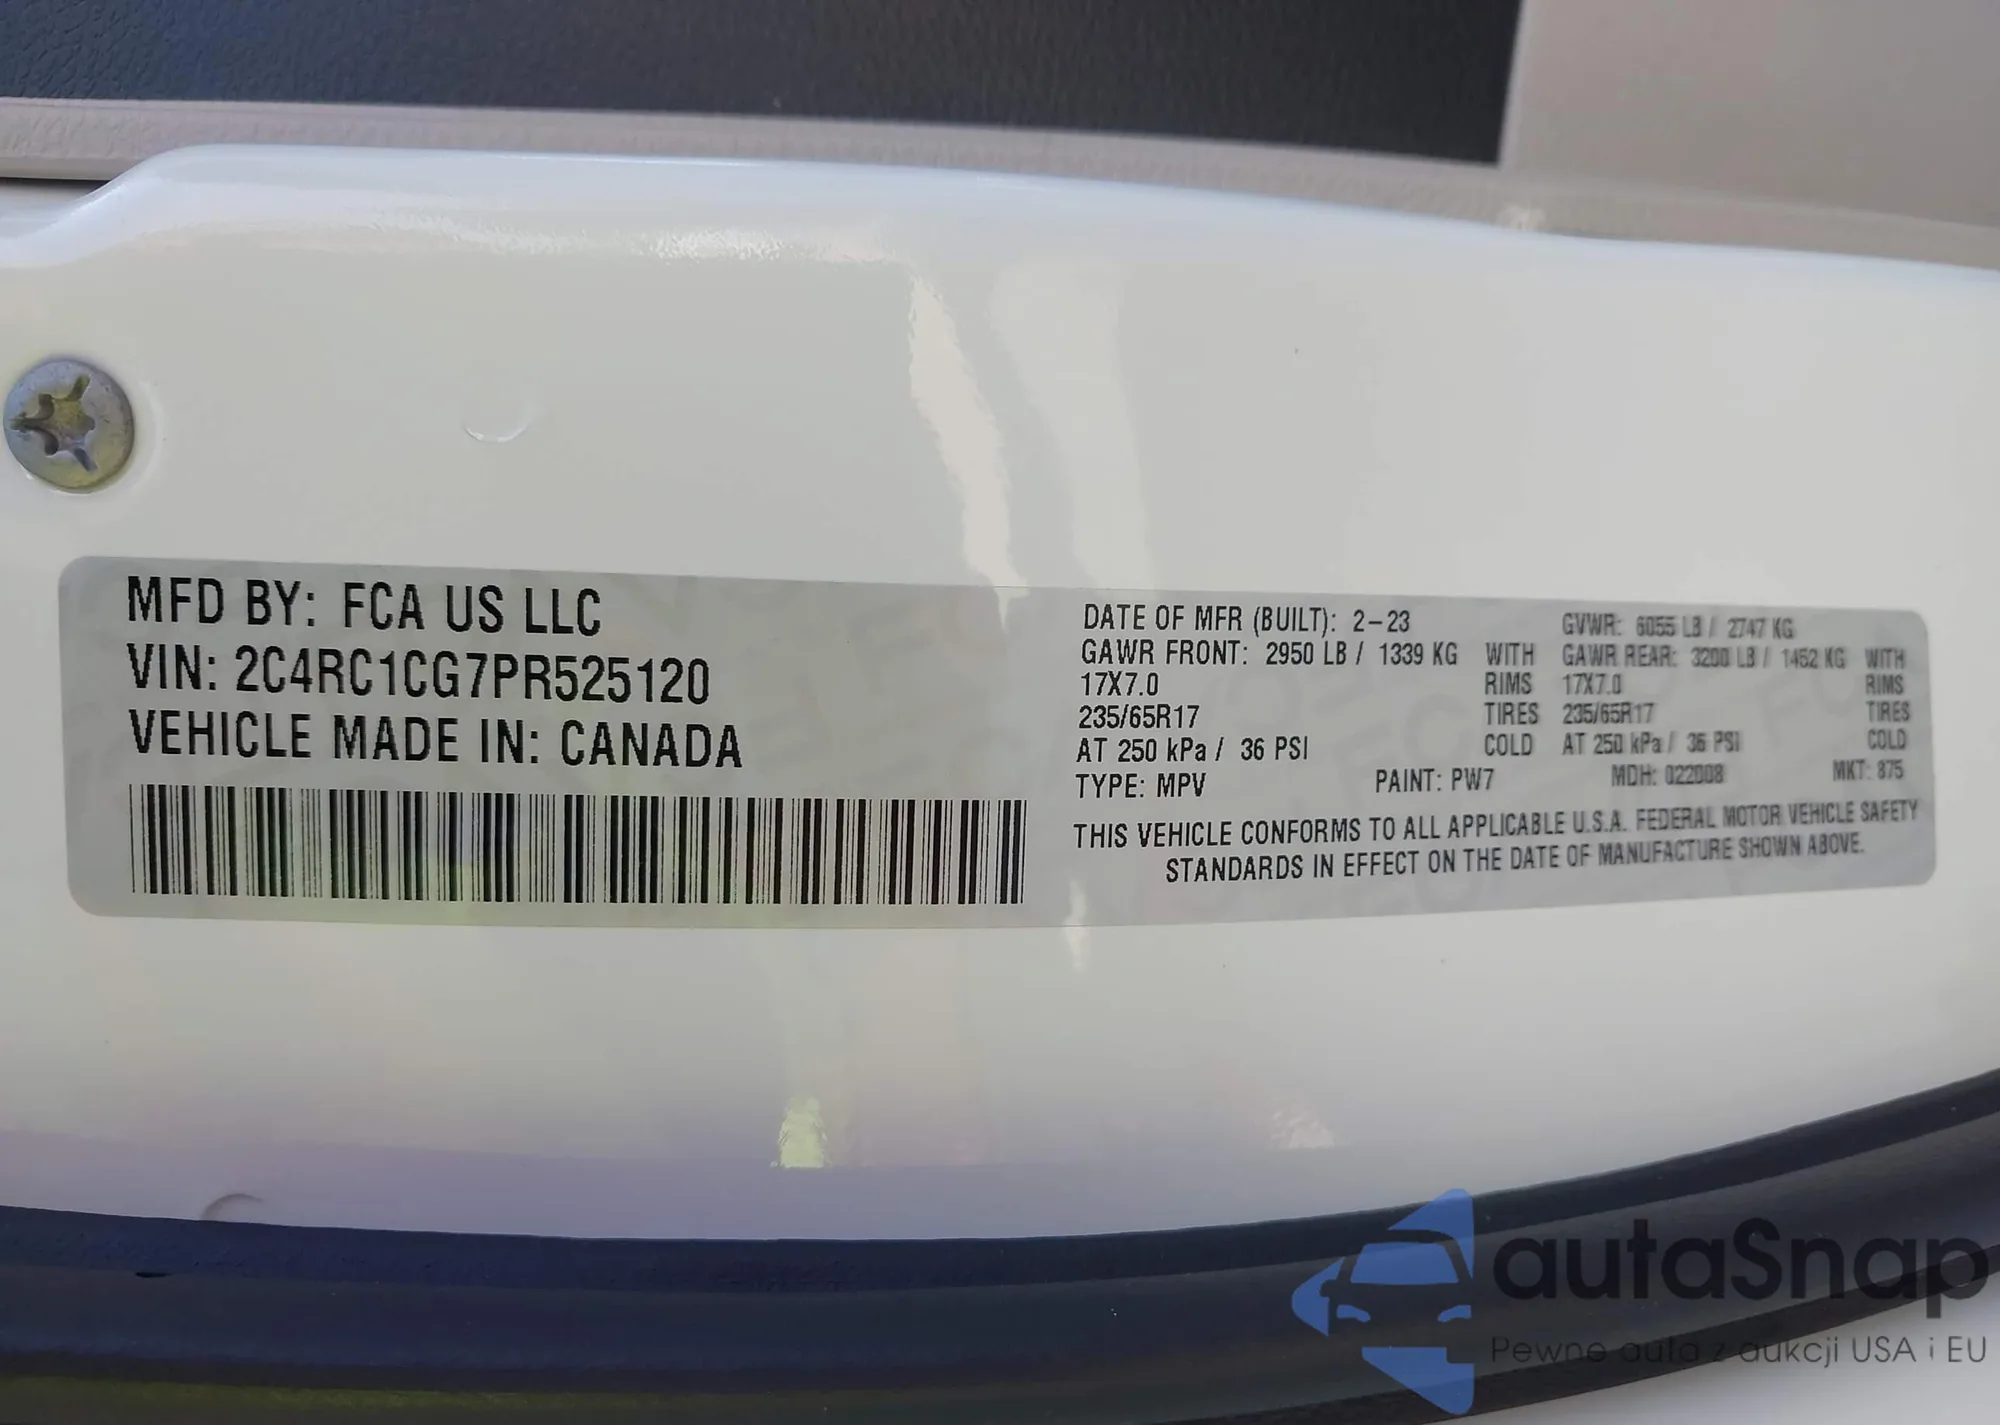 MFD BY: FCA US LLC
VIN: 2C4RC1CG7PR525120
VEHICLE MADE IN: CANADA
DATE OF MFR (BUILT): 2-23 GVWR: 6055 LB / 2747 KG
GAWR FRONT: 2950 LB / 1339 KG WITH GAWR REAR: 3200 LB / 1452 KG WITH
17X7.0 RIMS 17X7.0 RIMS
235/65R17 TIRES 235/65R17 TIRES
AT 250 kPa / 36 PSI COLD AT 250 kPa / 36 PSI COLD
TYPE: MPV PAINT: PW7 MDH: 022008 MKT: 875
THIS VEHICLE CONFORMS TO ALL APPLICABLE U.S.A. FEDERAL MOTOR VEHICLE SAFETY
STANDARDS IN EFFECT ON THE DATE OF MANUFACTURE SHOWN ABOVE.
autaSnap
Pewne auta z aukcji USA i EU